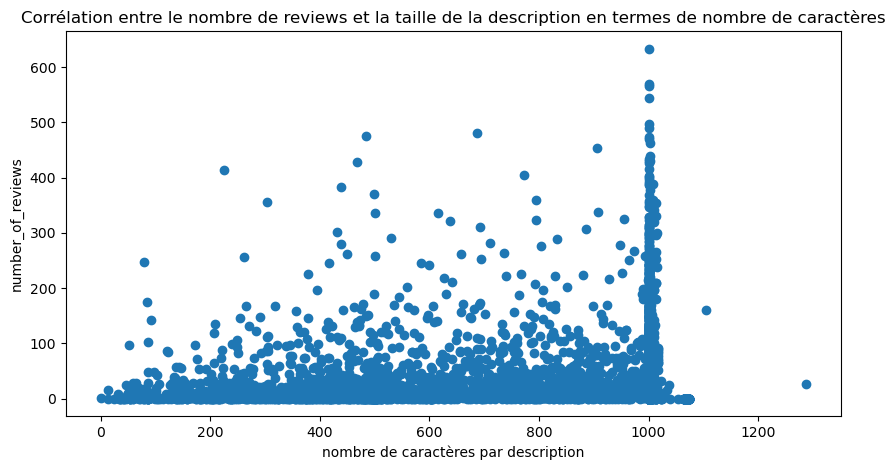 Corrélation entre le nombre de reviews et la taille de la description en termes de nombre de caractères
600
500
400
300
200
100
0
number_of_reviews
0 200 400 600 800 1000 1200
nombre de caractères par description